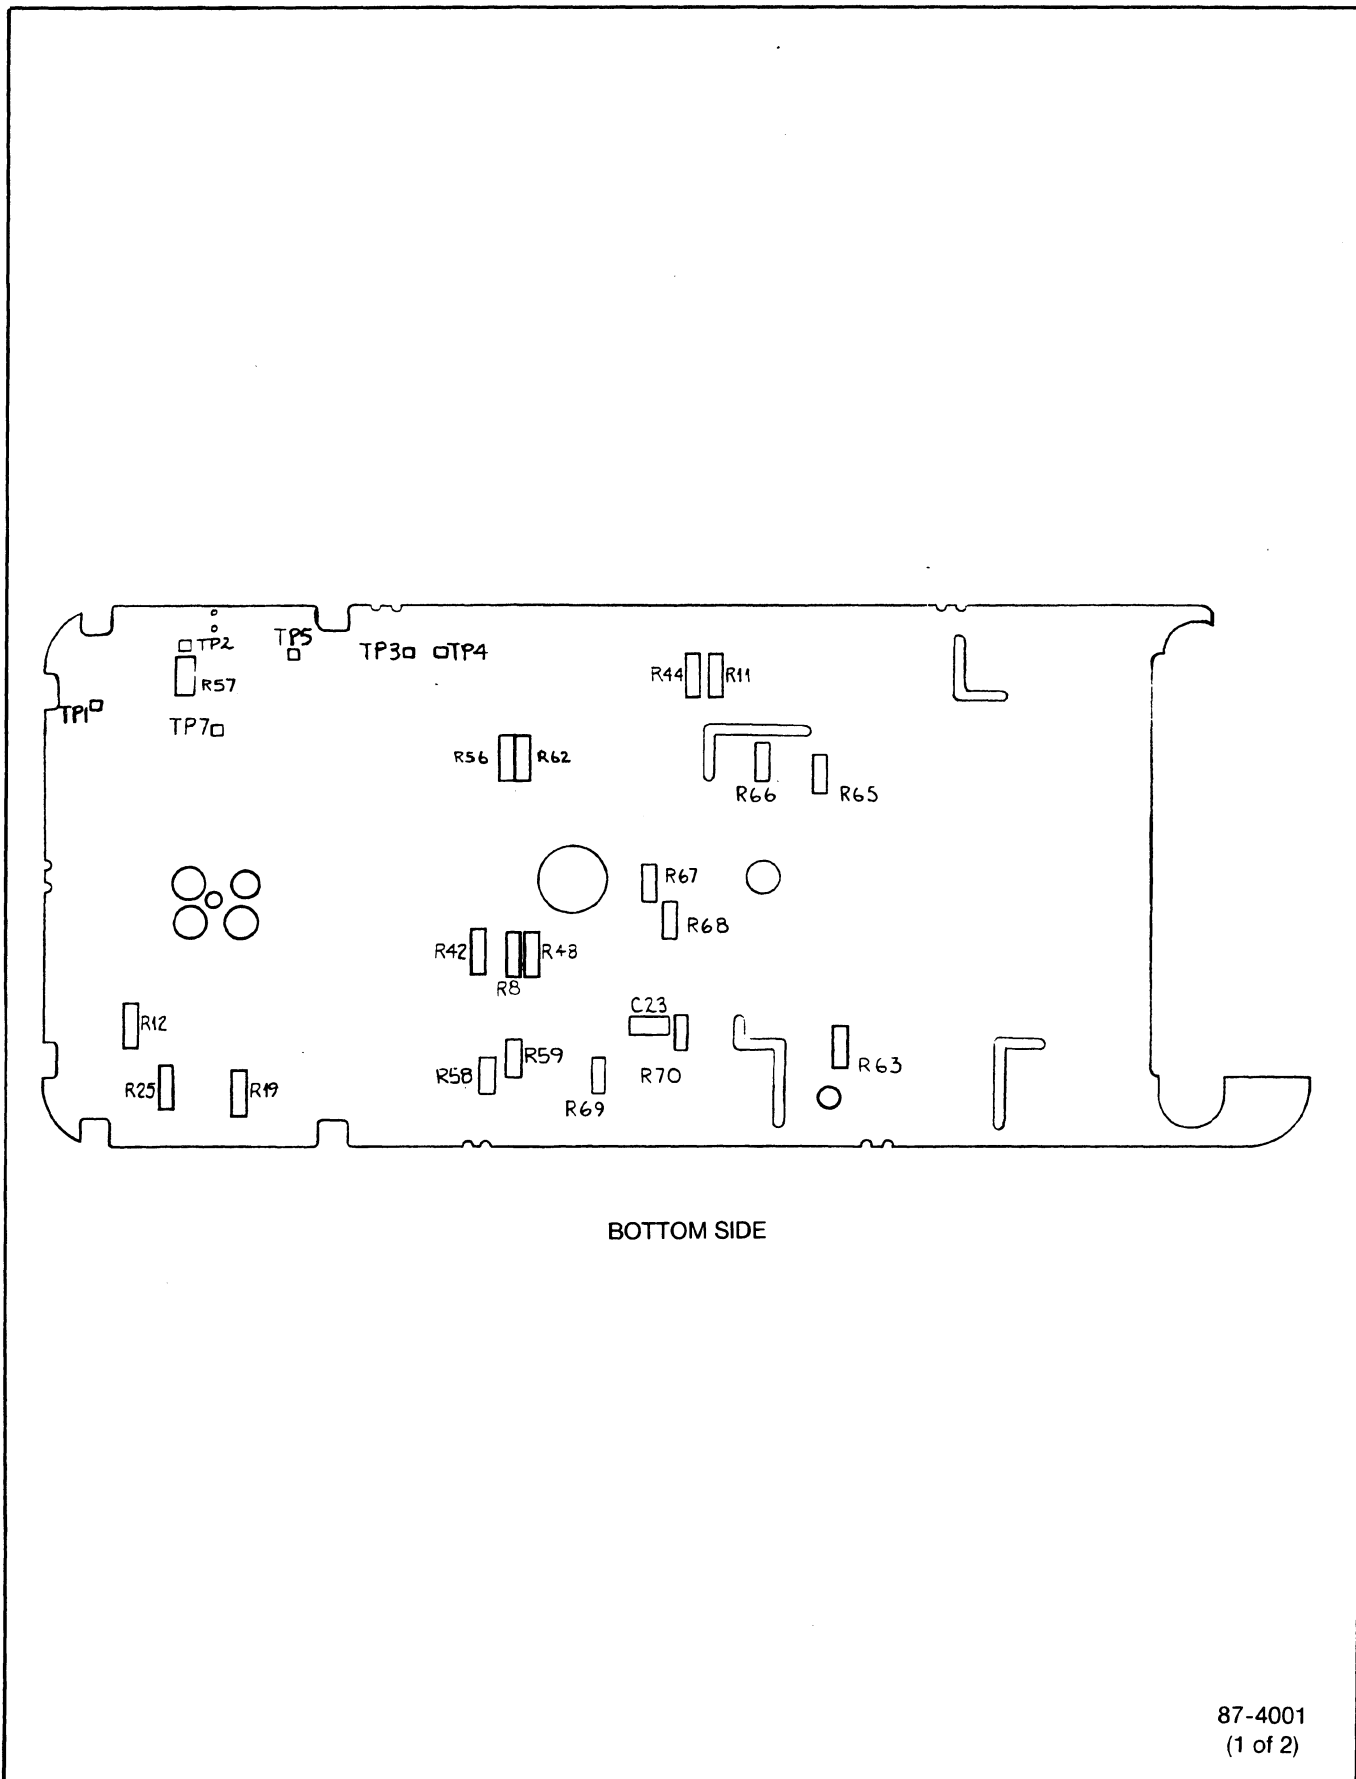 TP2
TP5
TP3
TP4
R57
R44
R11
TP1
TP7
R56
R62
R66
R65
R67
R68
R42
R48
R8
C23
R12
R59
R58
R70
R63
R25
R19
R69
BOTTOM SIDE
87-4001
(1 of 2)